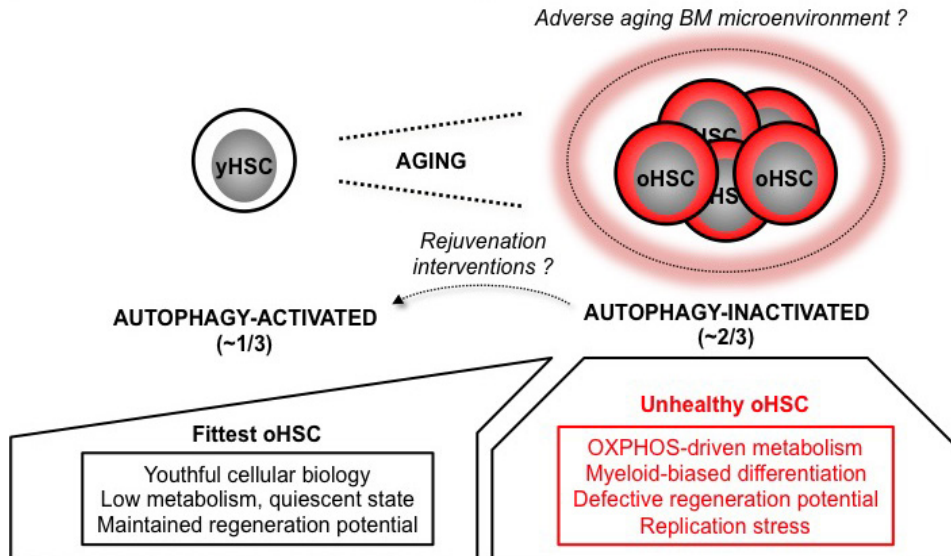 Adverse aging BM microenvironment ?
yHSC
AGING
HSC
oHSC
oHSC
HS
Rejuvenation
interventions ?
AUTOPHAGY-ACTIVATED
(~1/3)
AUTOPHAGY-INACTIVATED
(~2/3)
Fittest oHSC
Youthful cellular biology
Low metabolism, quiescent state
Maintained regeneration potential
Unhealthy oHSC
OXPHOS-driven metabolism
Myeloid-biased differentiation
Defective regeneration potential
Replication stress